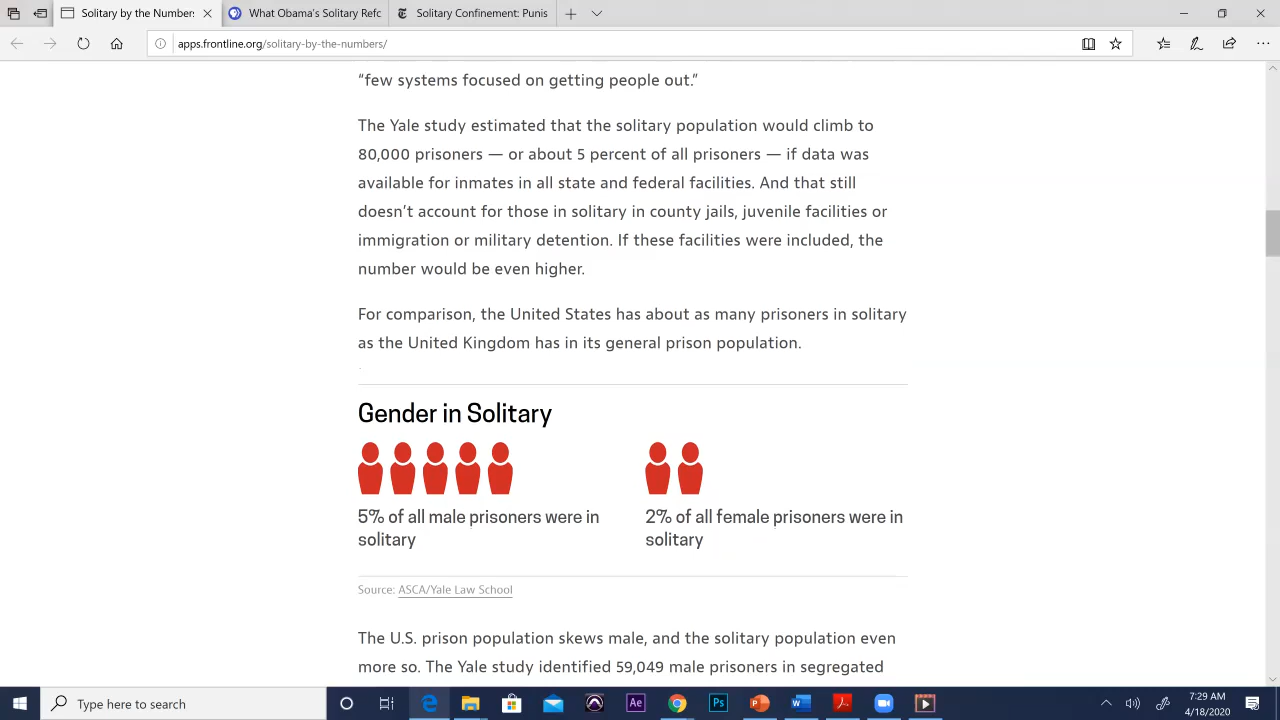 Solitary by the Numbers
What Obama's Solitary Refc
Solitary Confinement Punis
apps.frontline.org/solitary-by-the-numbers/
“few systems focused on getting people out.”
The Yale study estimated that the solitary population would climb to
80,000 prisoners — or about 5 percent of all prisoners — if data was
available for inmates in all state and federal facilities. And that still
doesn’t account for those in solitary in county jails, juvenile facilities or
immigration or military detention. If these facilities were included, the
number would be even higher.
For comparison, the United States has about as many prisoners in solitary
as the United Kingdom has in its general prison population.
Gender in Solitary
5% of all male prisoners were in
solitary
2% of all female prisoners were in
solitary
Source: ASCA/Yale Law School
The U.S. prison population skews male, and the solitary population even
more so. The Yale study identified 59,049 male prisoners in segregated
Type here to search
Ae
Ps
7:29 AM
4/18/2020